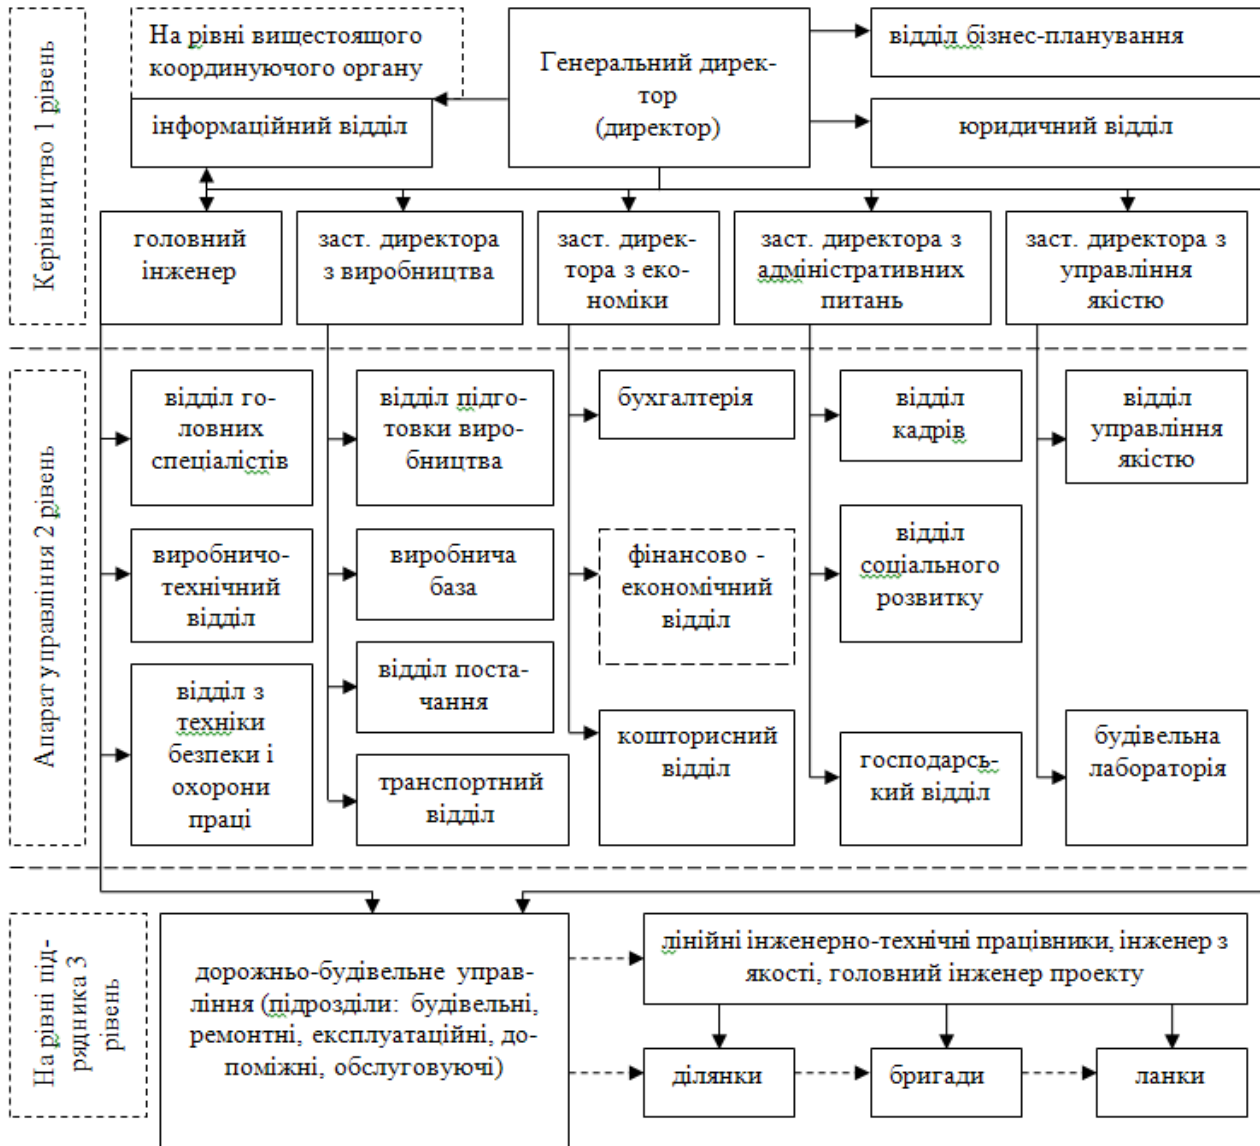 Керівництво 1 рівень
На рівні вищестоящого
координуючого органу
інформаційний відділ
Генеральний дирек-
тор
(директор)
відділ бізнес-планування
юридичний відділ
головний
інженер
заст. директора
з виробництва
заст. дирек-
тора з еко-
номіки
заст. директора з
адміністративних
питань
заст. директора з
управління
якістю
Апарат управління 2 рівень
відділ го-
ловних
спеціалістів
виробничо-
технічний
відділ
відділ з
техніки
безпеки і
охорони
праці
відділ підго-
товки виро-
бництва
виробнича
база
відділ поста-
чання
транспортний
відділ
бухгалтерія
фінансово -
економічний
відділ
кошторисний
відділ
відділ
кадрів
відділ
соціального
розвитку
господарсь-
кий відділ
відділ
управління
якістю
будівельна
лабораторія
На рівні під-
рядника 3
рівень
дорожньо-будівельне управ-
ління (підрозділи: будівельні,
ремонтні, експлуатаційні, до-
поміжні, обслуговуючі)
лінійні інженерно-технічні працівники, інженер з
якості, головний інженер проекту
ділянки
бригади
ланки